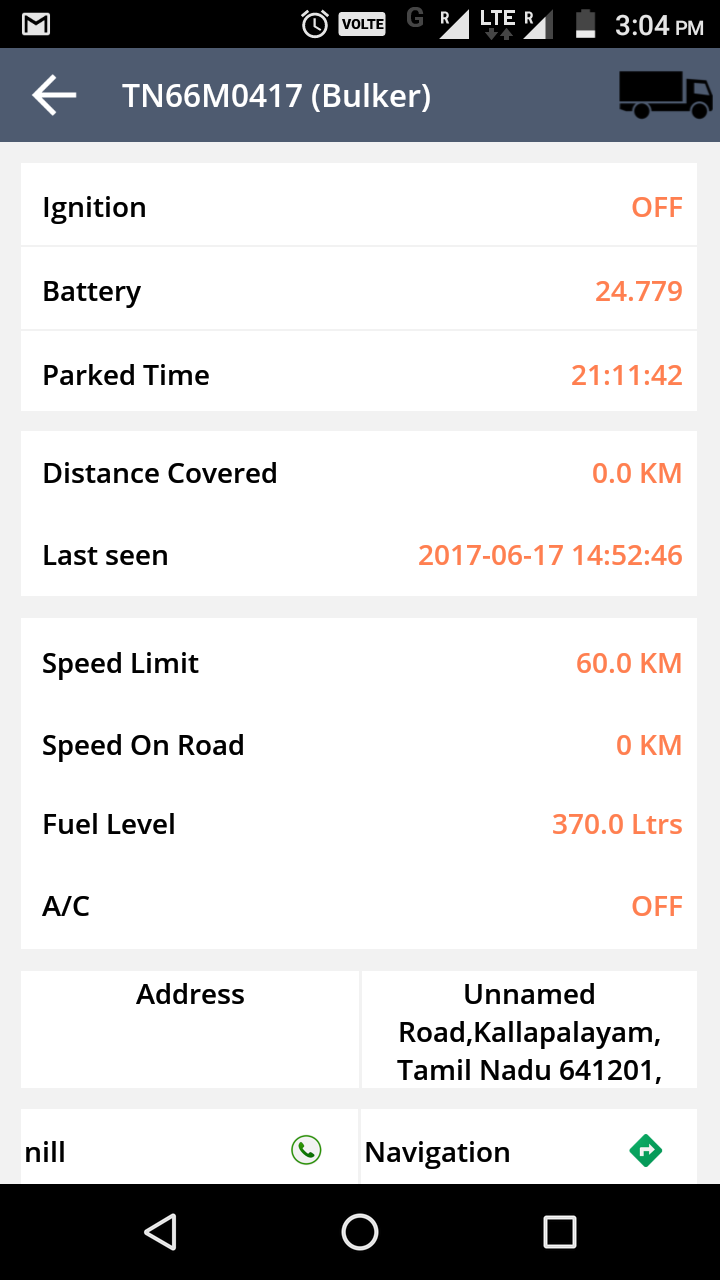 VOLTE G R LTE R 3:04 PM
TN66M0417 (Bulker)
Ignition OFF
Battery 24.779
Parked Time 21:11:42
Distance Covered 0.0 KM
Last seen 2017-06-17 14:52:46
Speed Limit 60.0 KM
Speed On Road 0 KM
Fuel Level 370.0 Ltrs
A/C OFF
Address Unnamed
Road,Kallapalayam,
Tamil Nadu 641201,
nill Navigation